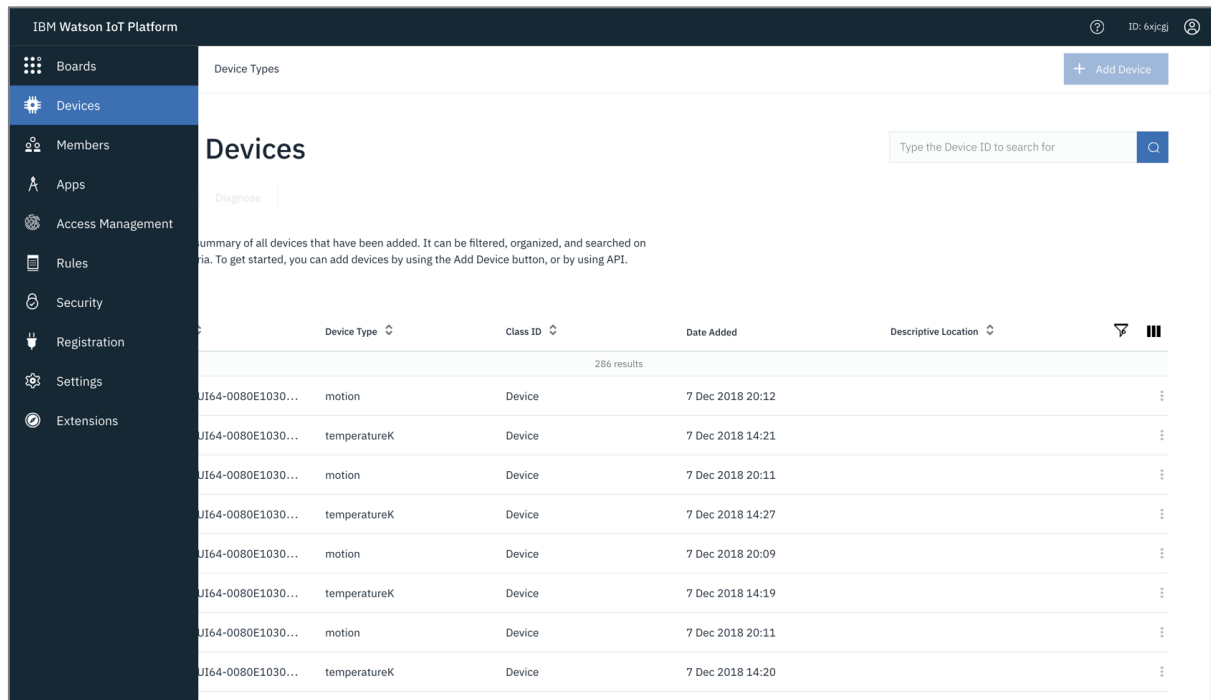 IBM Watson IoT Platform
ID: 6xjcgj
Boards
Devices
Members
Apps
Access Management
Rules
Security
Registration
Settings
Extensions
Device Types
+ Add Device
Devices
Type the Device ID to search for
Diagnose
summary of all devices that have been added. It can be filtered, organized, and searched on
ria. To get started, you can add devices by using the Add Device button, or by using API.
Device Type Class ID Date Added Descriptive Location
286 results
UI64-0080E1030... motion Device 7 Dec 2018 20:12
UI64-0080E1030... temperatureK Device 7 Dec 2018 14:21
UI64-0080E1030... motion Device 7 Dec 2018 20:11
UI64-0080E1030... temperatureK Device 7 Dec 2018 14:27
UI64-0080E1030... motion Device 7 Dec 2018 20:09
UI64-0080E1030... temperatureK Device 7 Dec 2018 14:19
UI64-0080E1030... motion Device 7 Dec 2018 20:11
UI64-0080E1030... temperatureK Device 7 Dec 2018 14:20